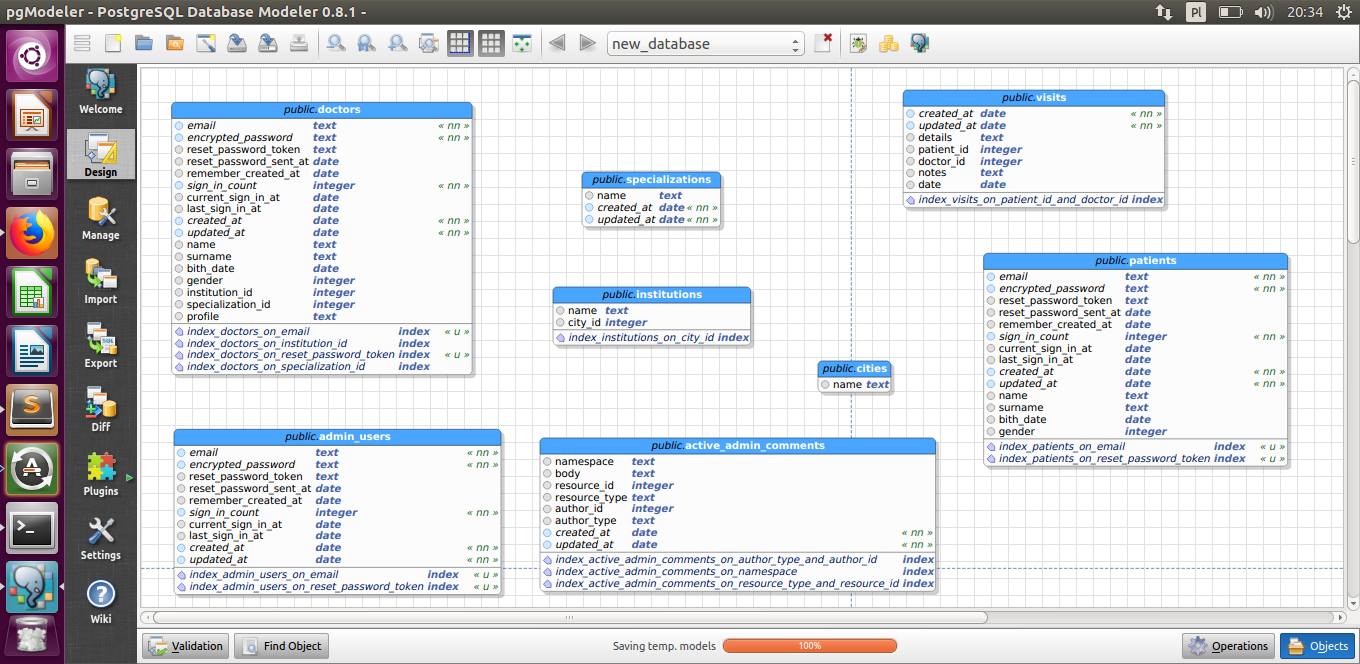 pgModeler - PostgreSQL Database Modeler 0.8.1 -
Pl
20:34
new_database
Welcome
Design
Manage
Import
Export
Diff
Plugins
Settings
Wiki
public.doctors
email text « nn »
encrypted_password text « nn »
reset_password_token text
reset_password_sent_at date
remember_created_at date
sign_in_count integer « nn »
current_sign_in_at date
last_sign_in_at date
created_at date « nn »
updated_at date « nn »
name text
surname text
bith_date date
gender integer
institution_id integer
specialization_id integer
profile text
index_doctors_on_email index « u »
index_doctors_on_institution_id index
index_doctors_on_reset_password_token index « u »
index_doctors_on_specialization_id index
public.specializations
name text
created_at date « nn »
updated_at date « nn »
public.institutions
name text
city_id integer
index_institutions_on_city_id index
public.cities
name text
public.visits
created_at date « nn »
updated_at date « nn »
details text
patient_id integer
doctor_id integer
notes text
date date
index_visits_on_patient_id_and_doctor_id index
public.patients
email text « nn »
encrypted_password text « nn »
reset_password_token text
reset_password_sent_at date
remember_created_at date
sign_in_count integer « nn »
current_sign_in_at date
last_sign_in_at date
created_at date « nn »
updated_at date « nn »
name text
surname text
bith_date date
gender integer
index_patients_on_email index « u »
index_patients_on_reset_password_token index « u »
public.admin_users
email text « nn »
encrypted_password text « nn »
reset_password_token text
reset_password_sent_at date
remember_created_at date
sign_in_count integer « nn »
current_sign_in_at date
last_sign_in_at date
created_at date « nn »
updated_at date « nn »
index_admin_users_on_email index « u »
index_admin_users_on_reset_password_token index « u »
public.active_admin_comments
namespace text
body text
resource_id integer
resource_type text
author_id integer
author_type text
created_at date « nn »
updated_at date « nn »
index_active_admin_comments_on_author_type_and_author_id index
index_active_admin_comments_on_namespace index
index_active_admin_comments_on_resource_type_and_resource_id index
Validation
Find Object
Saving temp. models
100%
Operations
Objects